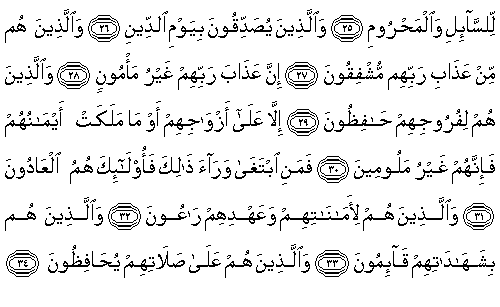 لِّلسَّآئِلِ وَٱلْمَحْرُومِ ٢٥ وَٱلَّذِينَ يُصَدِّقُونَ بِيَوْمِ ٱلدِّينِ ٢٦ وَٱلَّذِينَ هُم
مِّنْ عَذَابِ رَبِّهِم مُّشْفِقُونَ ٢٧ إِنَّ عَذَابَ رَبِّهِمْ غَيْرُ مَأْمُونٍ ٢٨ وَٱلَّذِينَ
هُمْ لِفُرُوجِهِمْ حَٰفِظُونَ ٢٩ إِلَّا عَلَىٰٓ أَزْوَٰجِهِمْ أَوْ مَا مَلَكَتْ أَيْمَٰنُهُمْ
فَإِنَّهُمْ غَيْرُ مَلُومِينَ ٣٠ فَمَنِ ٱبْتَغَىٰ وَرَآءَ ذَٰلِكَ فَأُو۟لَٰٓئِكَ هُمُ ٱلْعَادُونَ
٣١ وَٱلَّذِينَ هُمْ لِأَمَٰنَٰتِهِمْ وَعَهْدِهِمْ رَٰعُونَ ٣٢ وَٱلَّذِينَ هُم
بِشَهَٰدَٰتِهِمْ قَآئِمُونَ ٣٣ وَٱلَّذِينَ هُمْ عَلَىٰ صَلَاتِهِمْ يُحَافِظُونَ ٣٤